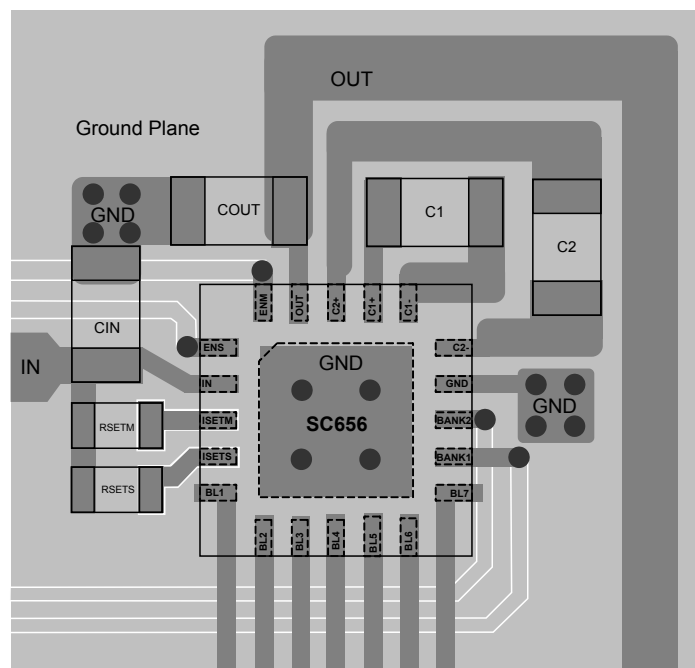 OUT
Ground Plane
GND
COUT
C1
C2
CIN
ENM
OUT
C2+
C1+
C1-
IN
ENS
IN
ISETM
ISETS
BL1
GND
SC656
C2-
GND
BANK2
BANK1
BL7
GND
RSETM
RSETS
BL2
BL3
BL4
BL5
BL6